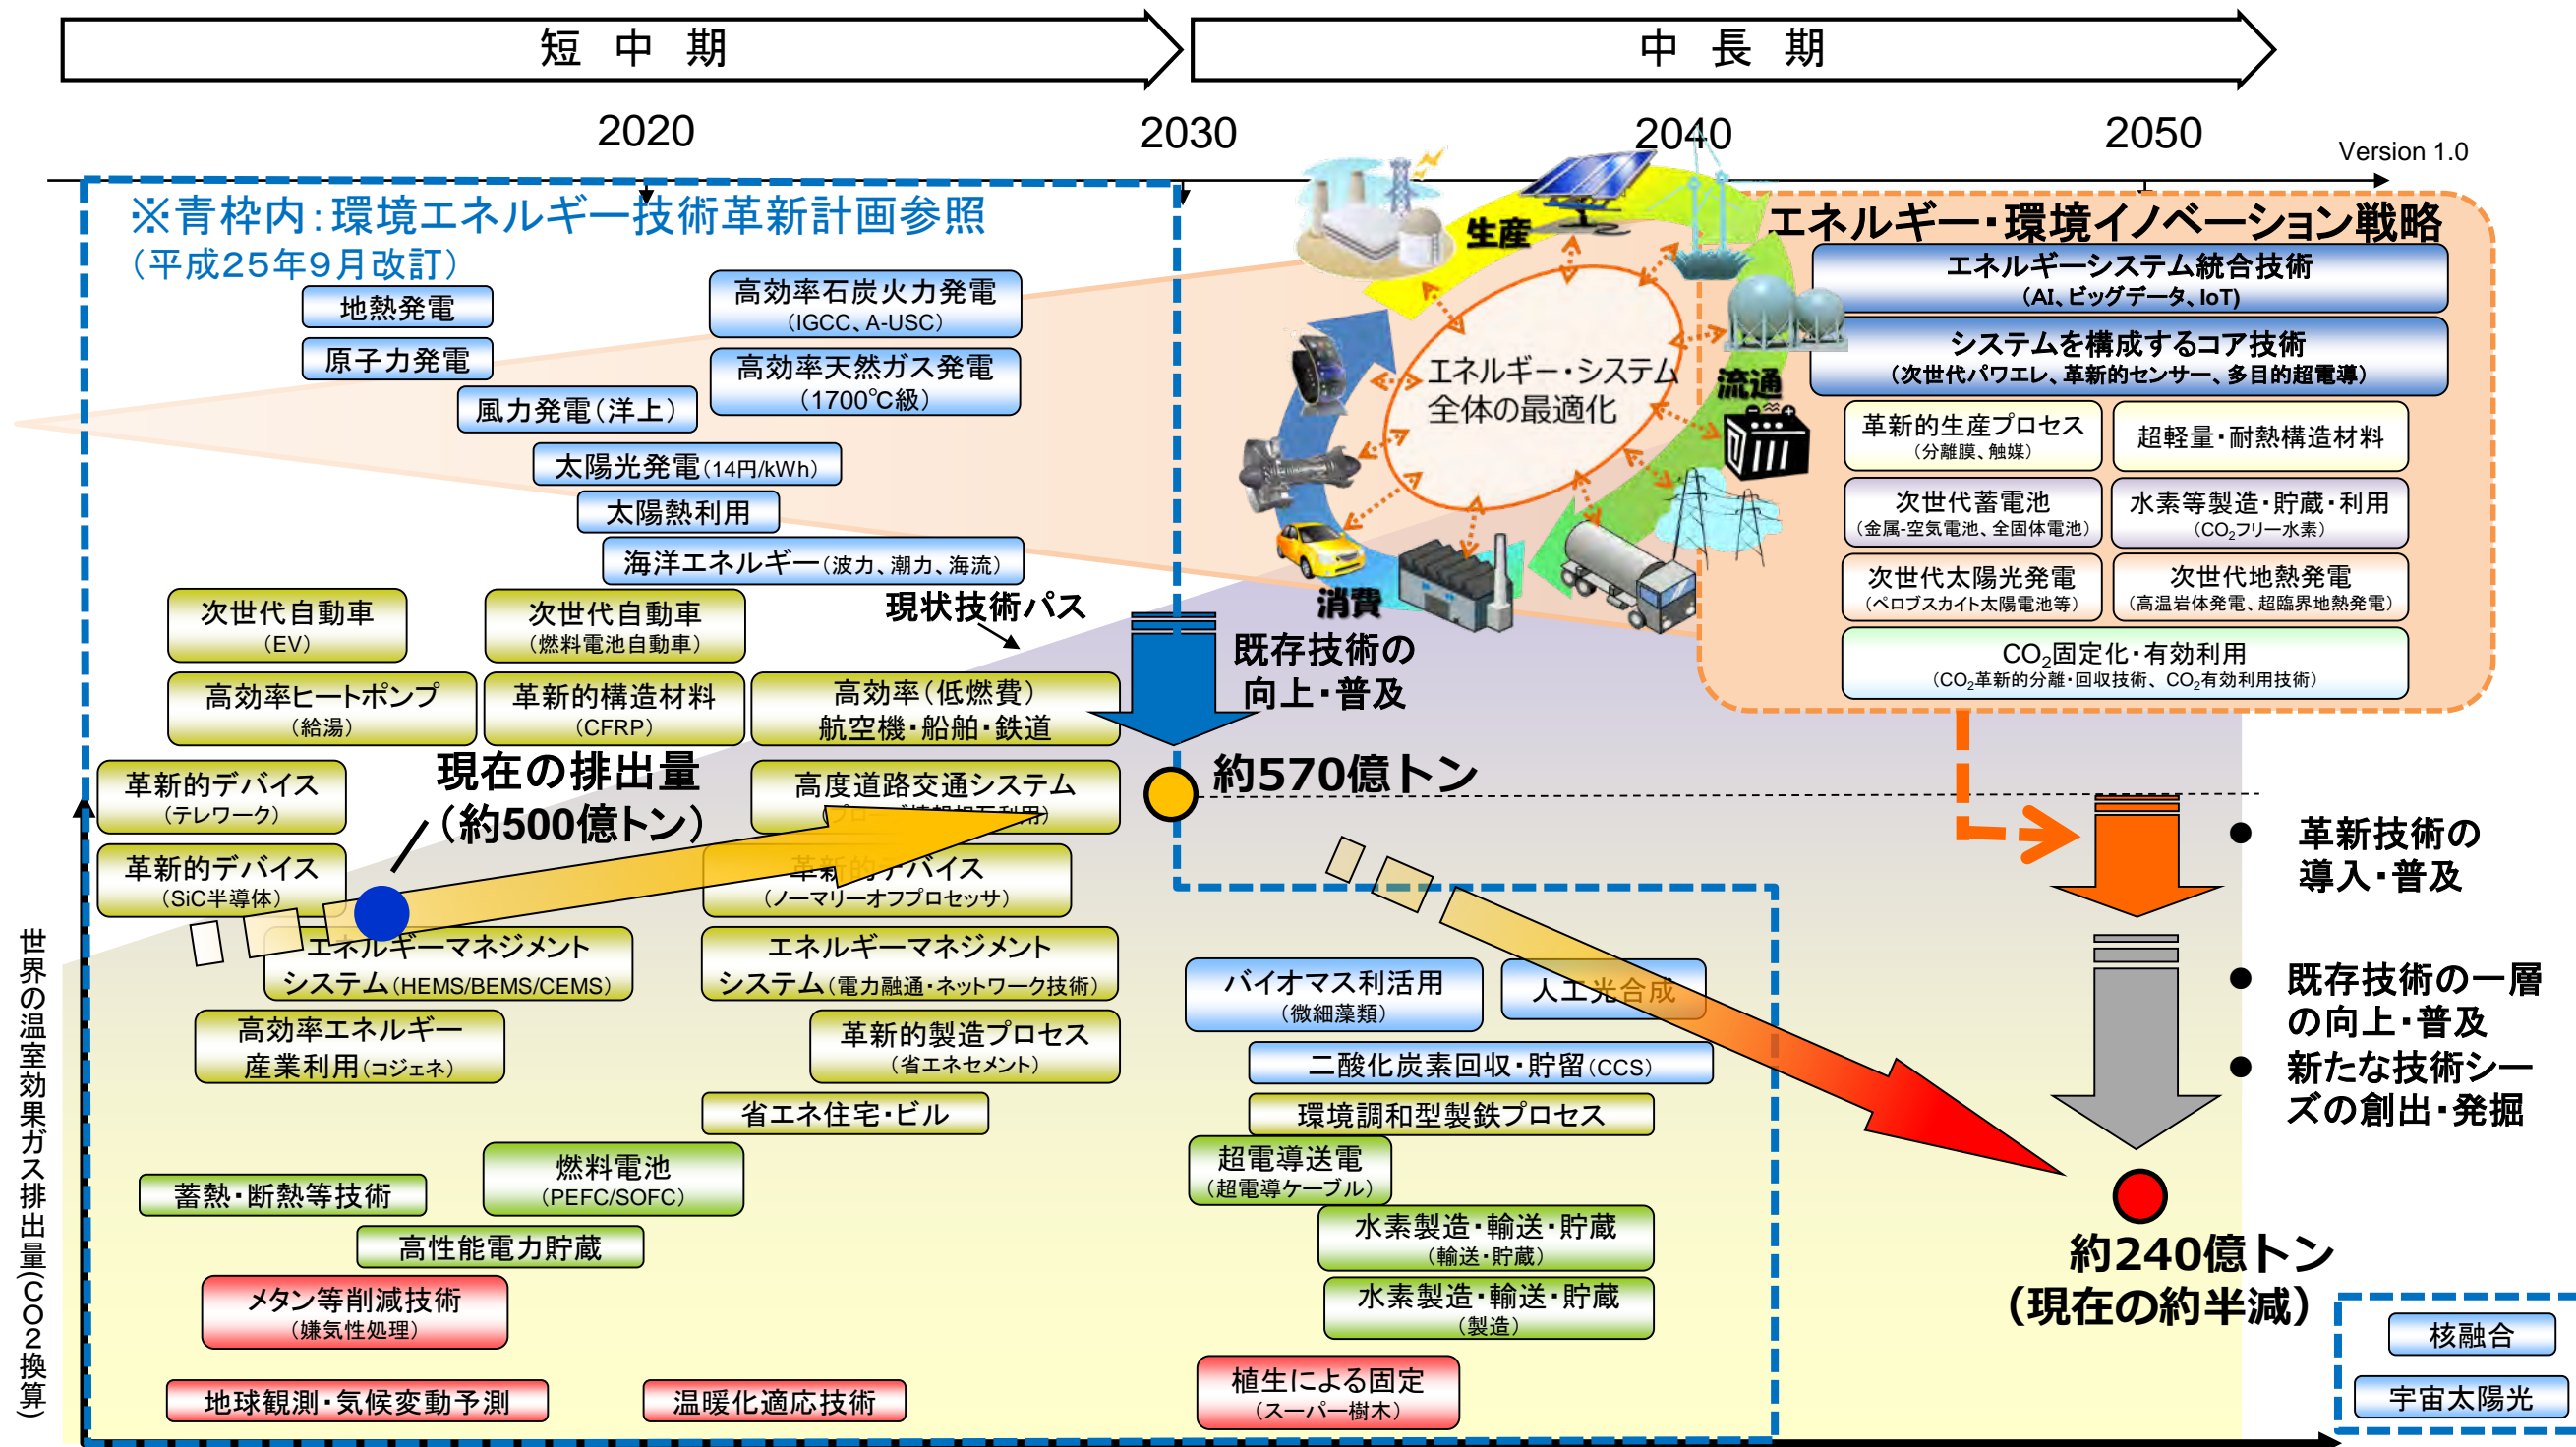 短 中 期
中 長 期
2020
2030
2040
2050
Version 1.0
※青枠内：環境エネルギー技術革新計画参照
（平成25年9月改訂）
地熱発電
原子力発電
風力発電（洋上）
太陽光発電（14円/kWh）
太陽熱利用
海洋エネルギー（波力、潮力、海流）
高効率石炭火力発電
（IGCC、A-USC）
高効率天然ガス発電
（1700℃級）
生産
流通
消費
エネルギー・システム
全体の最適化
エネルギー・環境イノベーション戦略
エネルギーシステム統合技術
（AI、ビッグデータ、IoT）
システムを構成するコア技術
（次世代パワエレ、革新的センサー、多目的超電導）
革新的生産プロセス
（分離膜、触媒）
超軽量・耐熱構造材料
次世代蓄電池
（金属-空気電池、全固体電池）
水素等製造・貯蔵・利用
（CO2フリー水素）
次世代太陽光発電
（ペロブスカイト太陽電池等）
次世代地熱発電
（高温岩体発電、超臨界地熱発電）
CO2固定化・有効利用
（CO2革新的分離・回収技術、CO2有効利用技術）
現状技術パス
既存技術の
向上・普及
次世代自動車
（EV）
次世代自動車
（燃料電池自動車）
高効率ヒートポンプ
（給湯）
革新的構造材料
（CFRP）
高効率（低燃費）
航空機・船舶・鉄道
革新的デバイス
（テレワーク）
現在の排出量
（約500億トン）
高度道路交通システム
約570億トン
革新的デバイス
（SiC半導体）
革新的デバイス
（ノーマリーオフプロセッサ）
エネルギーマネジメント
システム（HEMS/BEMS/CEMS）
エネルギーマネジメント
システム（電力融通・ネットワーク技術）
高効率エネルギー
産業利用（コジェネ）
革新的製造プロセス
（省エネセメント）
省エネ住宅・ビル
燃料電池
（PEFC/SOFC）
蓄熱・断熱等技術
高性能電力貯蔵
メタン等削減技術
（嫌気性処理）
地球観測・気候変動予測
温暖化適応技術
バイオマス利活用
（微細藻類）
人工光合成
二酸化炭素回収・貯留（CCS）
環境調和型製鉄プロセス
超電導送電
（超電導ケーブル）
水素製造・輸送・貯蔵
（輸送・貯蔵）
水素製造・輸送・貯蔵
（製造）
植生による固定
（スーパー樹木）
● 革新技術の
導入・普及
● 既存技術の一層
の向上・普及
● 新たな技術シー
ズの創出・発掘
約240億トン
（現在の約半減）
核融合
宇宙太陽光
世界の温室効果ガス排出量（CO2換算）